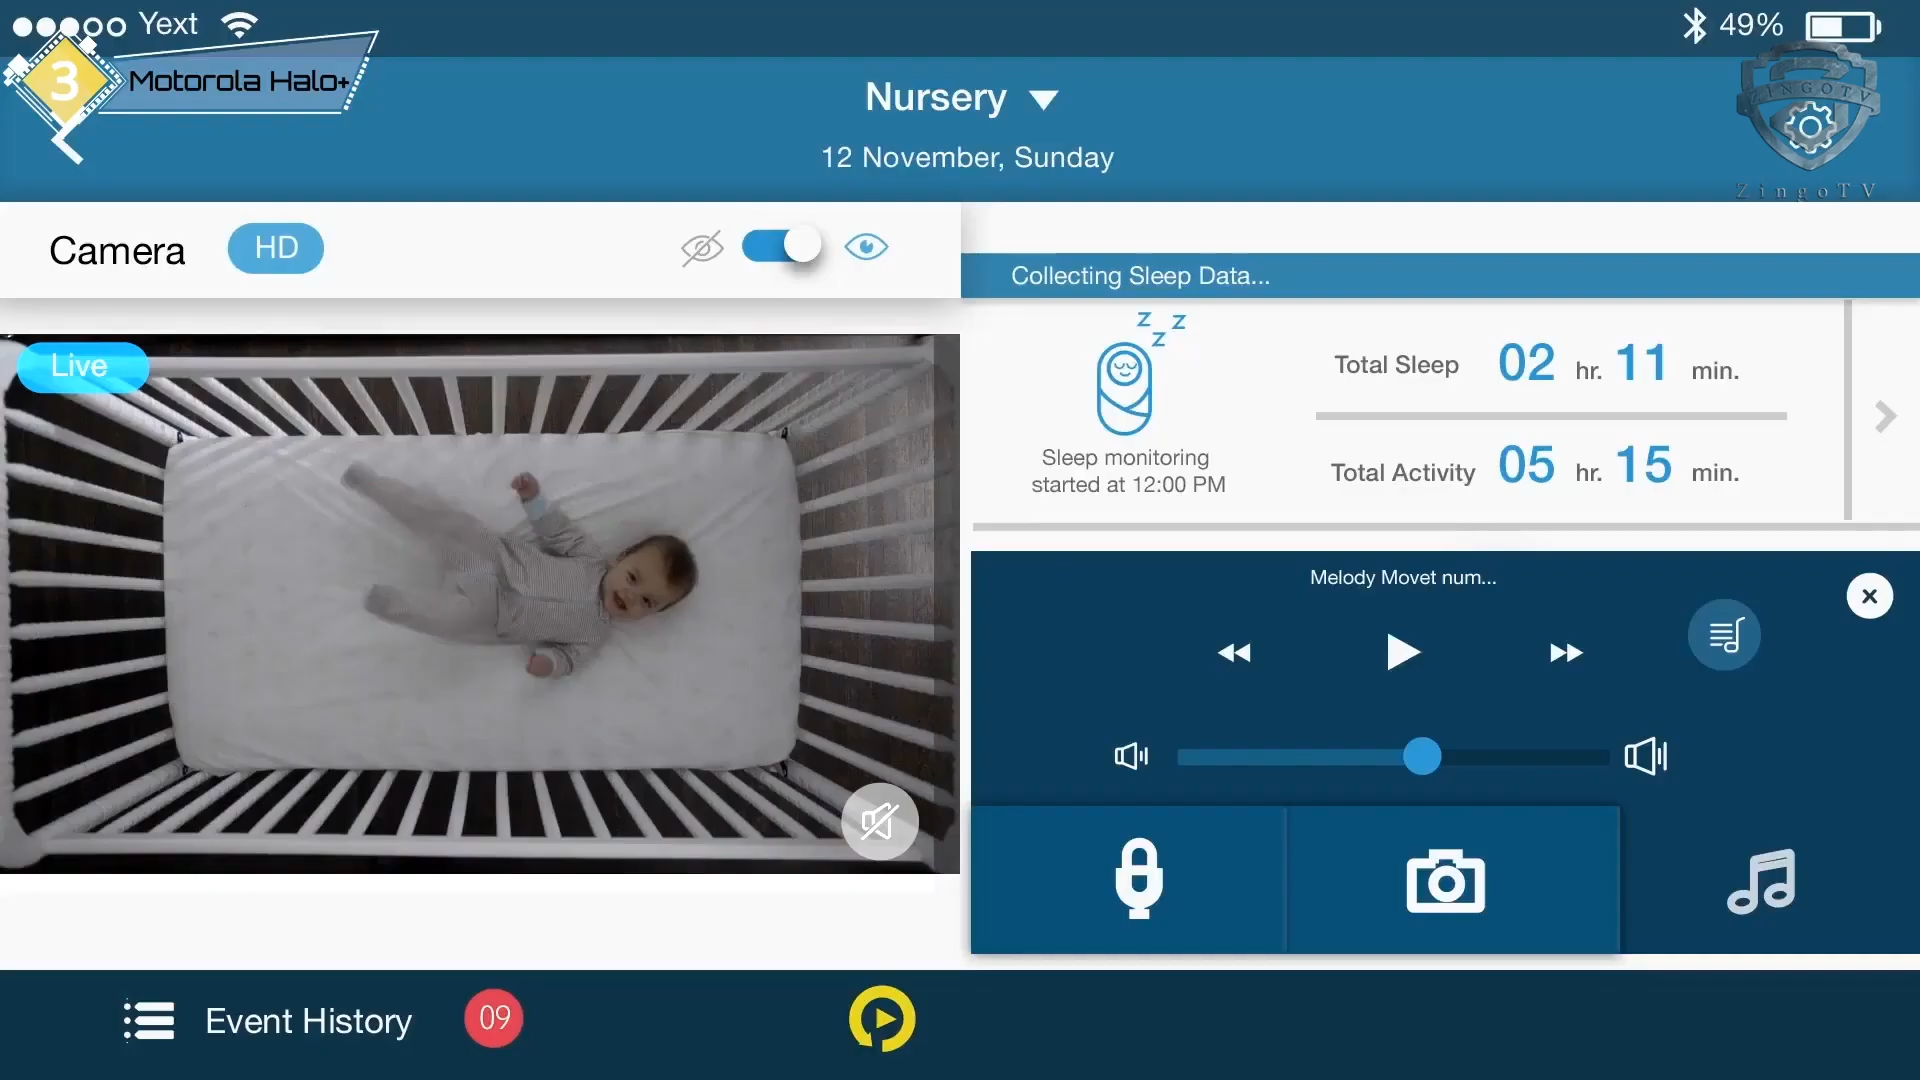 Yext
49%
3
Motorola Halo+
Nursery
12 November, Sunday
ZINGOTV
ZingoTV
Camera
HD
Collecting Sleep Data...
Live
z z
z
Total Sleep 02 hr. 11 min.
Sleep monitoring
started at 12:00 PM
Total Activity 05 hr. 15 min.
Melody Movet num...
Event History
09